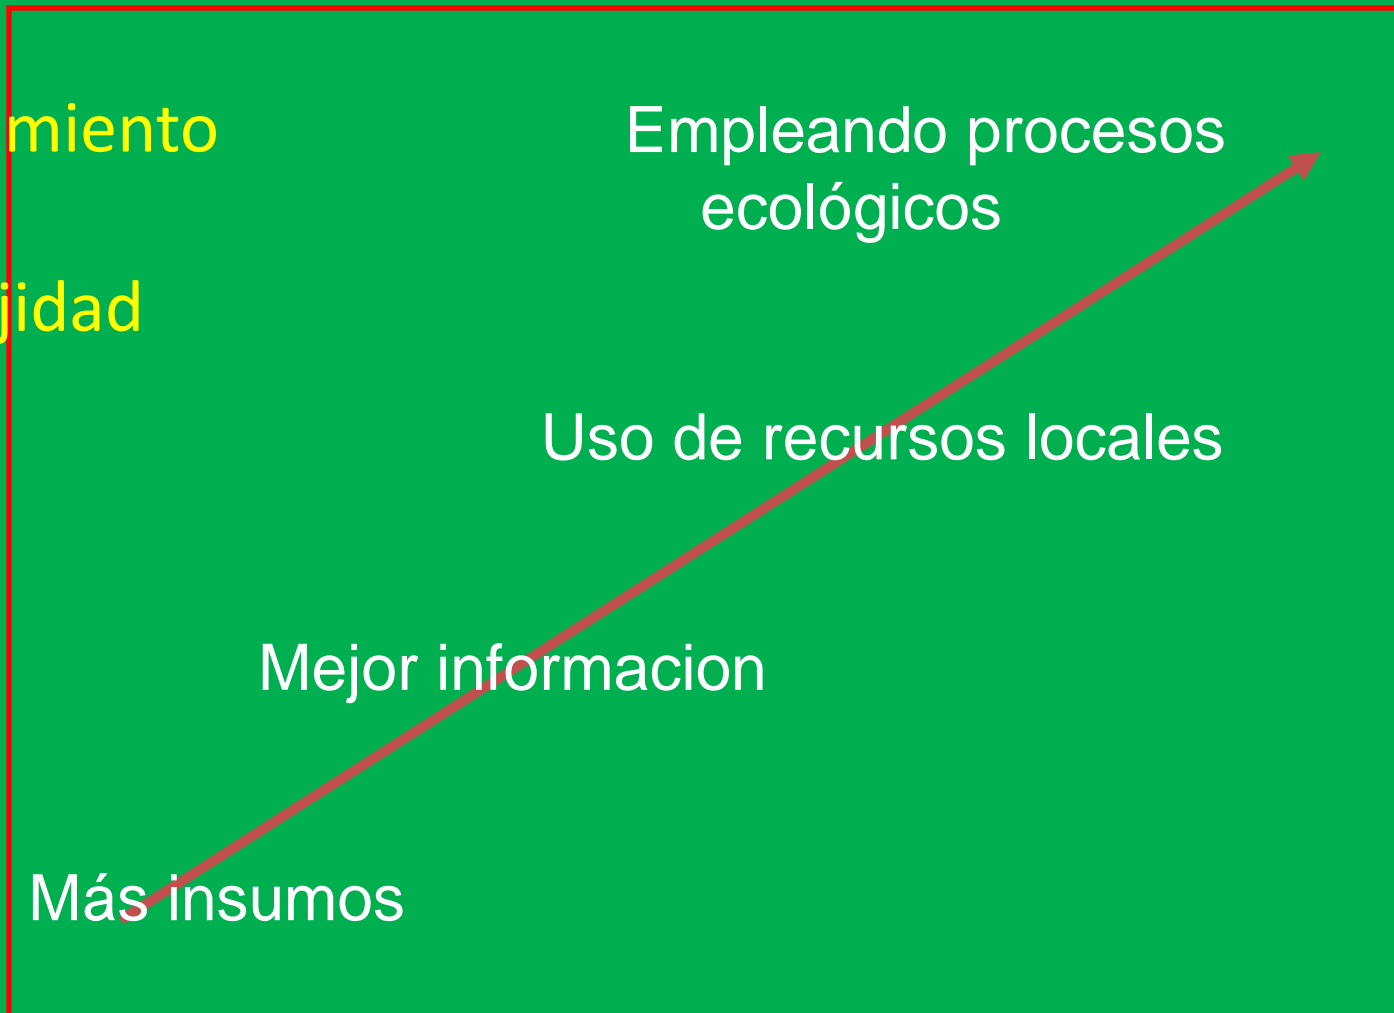 miento
Empleando procesos
ecológicos
jidad
Uso de recursos locales
Mejor informacion
Más insumos